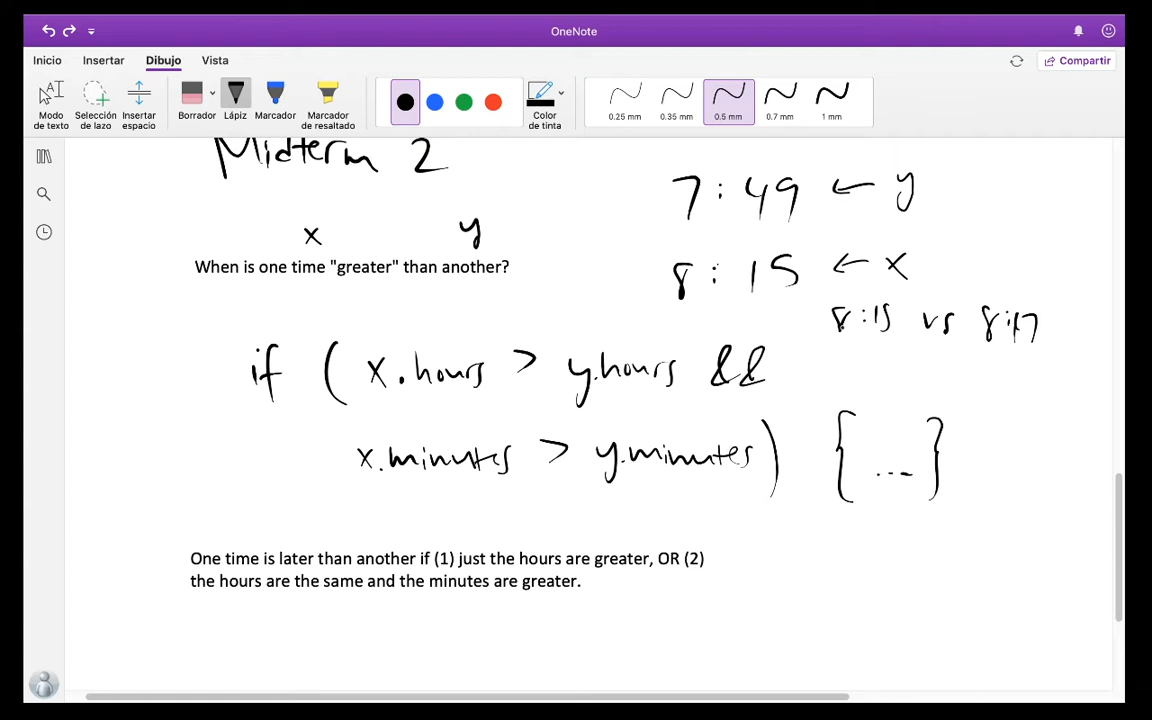 OneNote
Inicio Insertar Dibujo Vista
Compartir
Modo de texto
Selección de lazo
Insertar espacio
Borrador
Lápiz
Marcador
Marcador de resaltado
Color de tinta
0.25 mm 0.35 mm 0.5 mm 0.7 mm 1 mm
Midterm 2
7:49 ← y
x y
When is one time "greater" than another?
8:15 ← x
8:15 vs 8:17
if ( x.hours > y.hours &&
x.minutes > y.minutes) { ... }
One time is later than another if (1) just the hours are greater, OR (2)
the hours are the same and the minutes are greater.